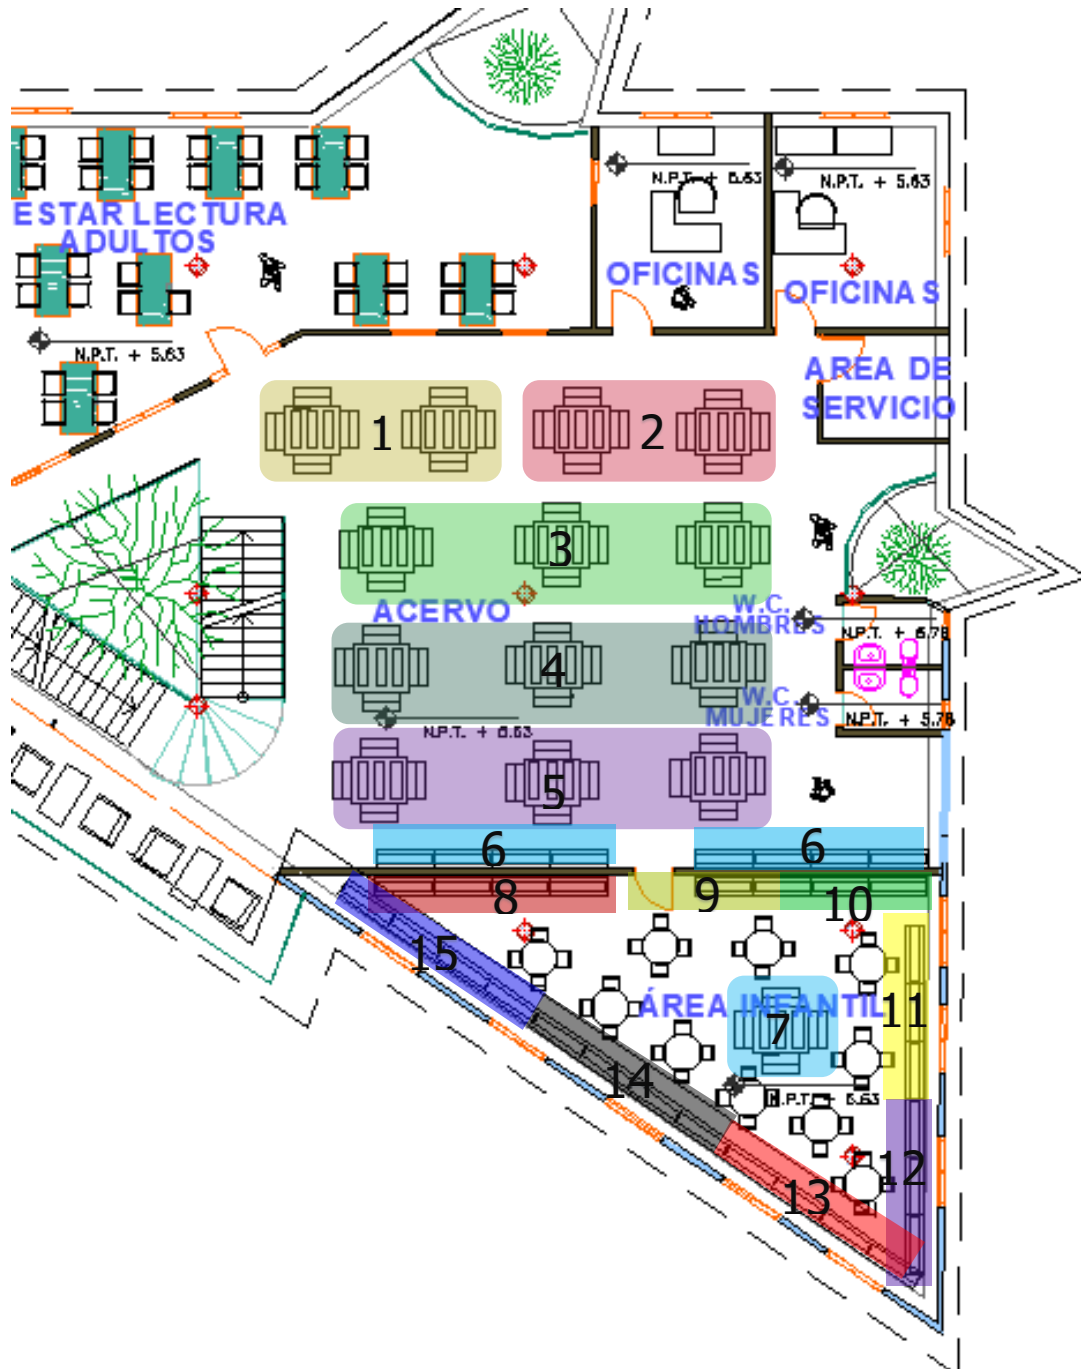 N.P.T. + 5.63
N.P.T. + 5.63
ESTAR LECTURA
ADULTOS
OFICINAS
OFICINAS
N.P.T. + 5.63
AREA DE
SERVICIO
1
2
3
ACERVO
W.C.
HOMBRES
N.P.T. + 5.78
4
W.C.
MUJERES
N.P.T. + 5.78
N.P.T. + 5.63
5
6
6
8
9
10
15
ÁREA INFANTIL
11
7
14
N.P.T. + 5.63
12
13